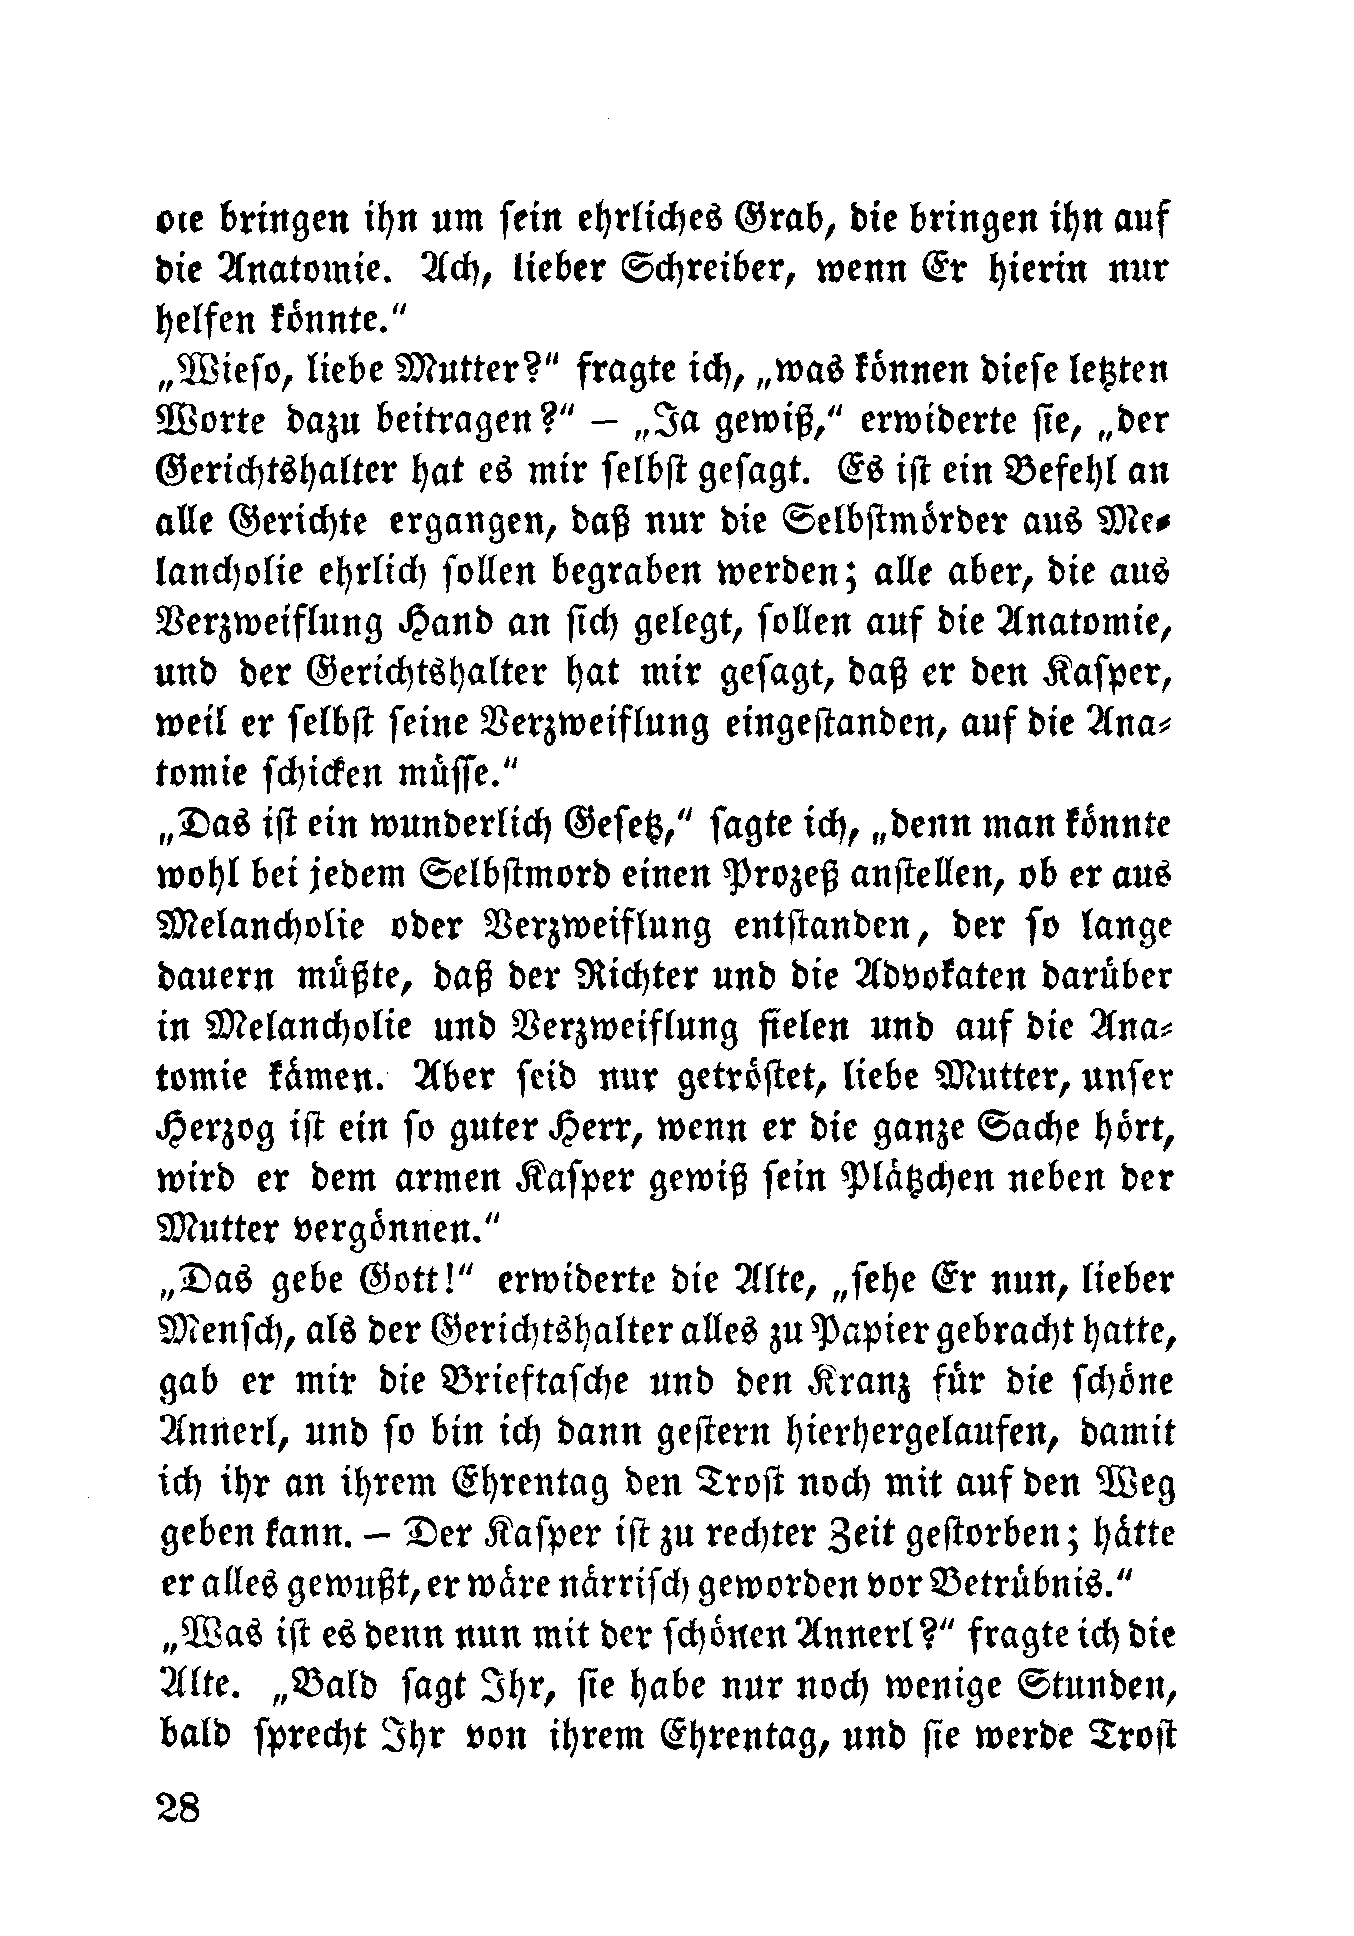 die bringen ihn um sein ehrliches Grab, die bringen ihn auf
die Anatomie. Ach, lieber Schreiber, wenn Er hierin nur
helfen könnte.“
„Wieso, liebe Mutter?“ fragte ich, „was können diese letzten
Worte dazu beitragen?“ – „Ja gewiß,“ erwiderte sie, „der
Gerichtshalter hat es mir selbst gesagt. Es ist ein Befehl an
alle Gerichte ergangen, daß nur die Selbstmörder aus Me-
lancholie ehrlich sollen begraben werden; alle aber, die aus
Verzweiflung Hand an sich gelegt, sollen auf die Anatomie,
und der Gerichtshalter hat mir gesagt, daß er den Kasper,
weil er selbst seine Verzweiflung eingestanden, auf die Ana-
tomie schicken müsse.“
„Das ist ein wunderlich Gesetz,“ sagte ich, „denn man könnte
wohl bei jedem Selbstmord einen Prozeß anstellen, ob er aus
Melancholie oder Verzweiflung entstanden, der so lange
dauern müßte, daß der Richter und die Advokaten darüber
in Melancholie und Verzweiflung fielen und auf die Ana-
tomie kämen. Aber seid nur getröstet, liebe Mutter, unser
Herzog ist ein so guter Herr, wenn er die ganze Sache hört,
wird er dem armen Kasper gewiß sein Plätzchen neben der
Mutter vergönnen.“
„Das gebe Gott!“ erwiderte die Alte, „sehe Er nun, lieber
Mensch, als der Gerichtshalter alles zu Papier gebracht hatte,
gab er mir die Brieftasche und den Kranz für die schöne
Annerl, und so bin ich dann gestern hierhergelaufen, damit
ich ihr an ihrem Ehrentag den Trost noch mit auf den Weg
geben kann. – Der Kasper ist zu rechter Zeit gestorben; hätte
er alles gewußt, er wäre närrisch geworden vor Betrübnis.“
„Was ist es denn nun mit der schönen Annerl?“ fragte ich die
Alte. „Bald sagt Ihr, sie habe nur noch wenige Stunden,
bald sprecht Ihr von ihrem Ehrentag, und sie werde Trost
28